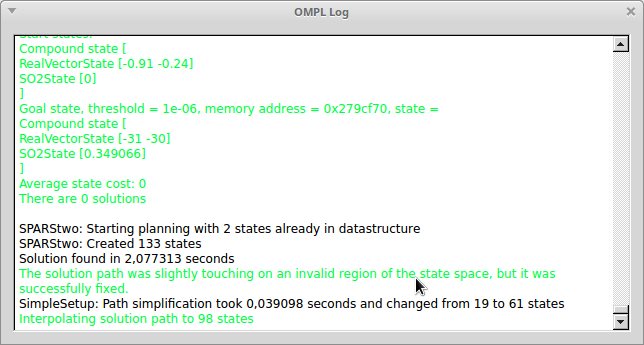 OMPL Log
Start states:
Compound state [
RealVectorState [-0.91 -0.24]
SO2State [0]
]
Goal state, threshold = 1e-06, memory address = 0x279cf70, state =
Compound state [
RealVectorState [-31 -30]
SO2State [0.349066]
]
Average state cost: 0
There are 0 solutions
SPARStwo: Starting planning with 2 states already in datastructure
SPARStwo: Created 133 states
Solution found in 2,077313 seconds
The solution path was slightly touching on an invalid region of the state space, but it was
successfully fixed.
SimpleSetup: Path simplification took 0,039098 seconds and changed from 19 to 61 states
Interpolating solution path to 98 states